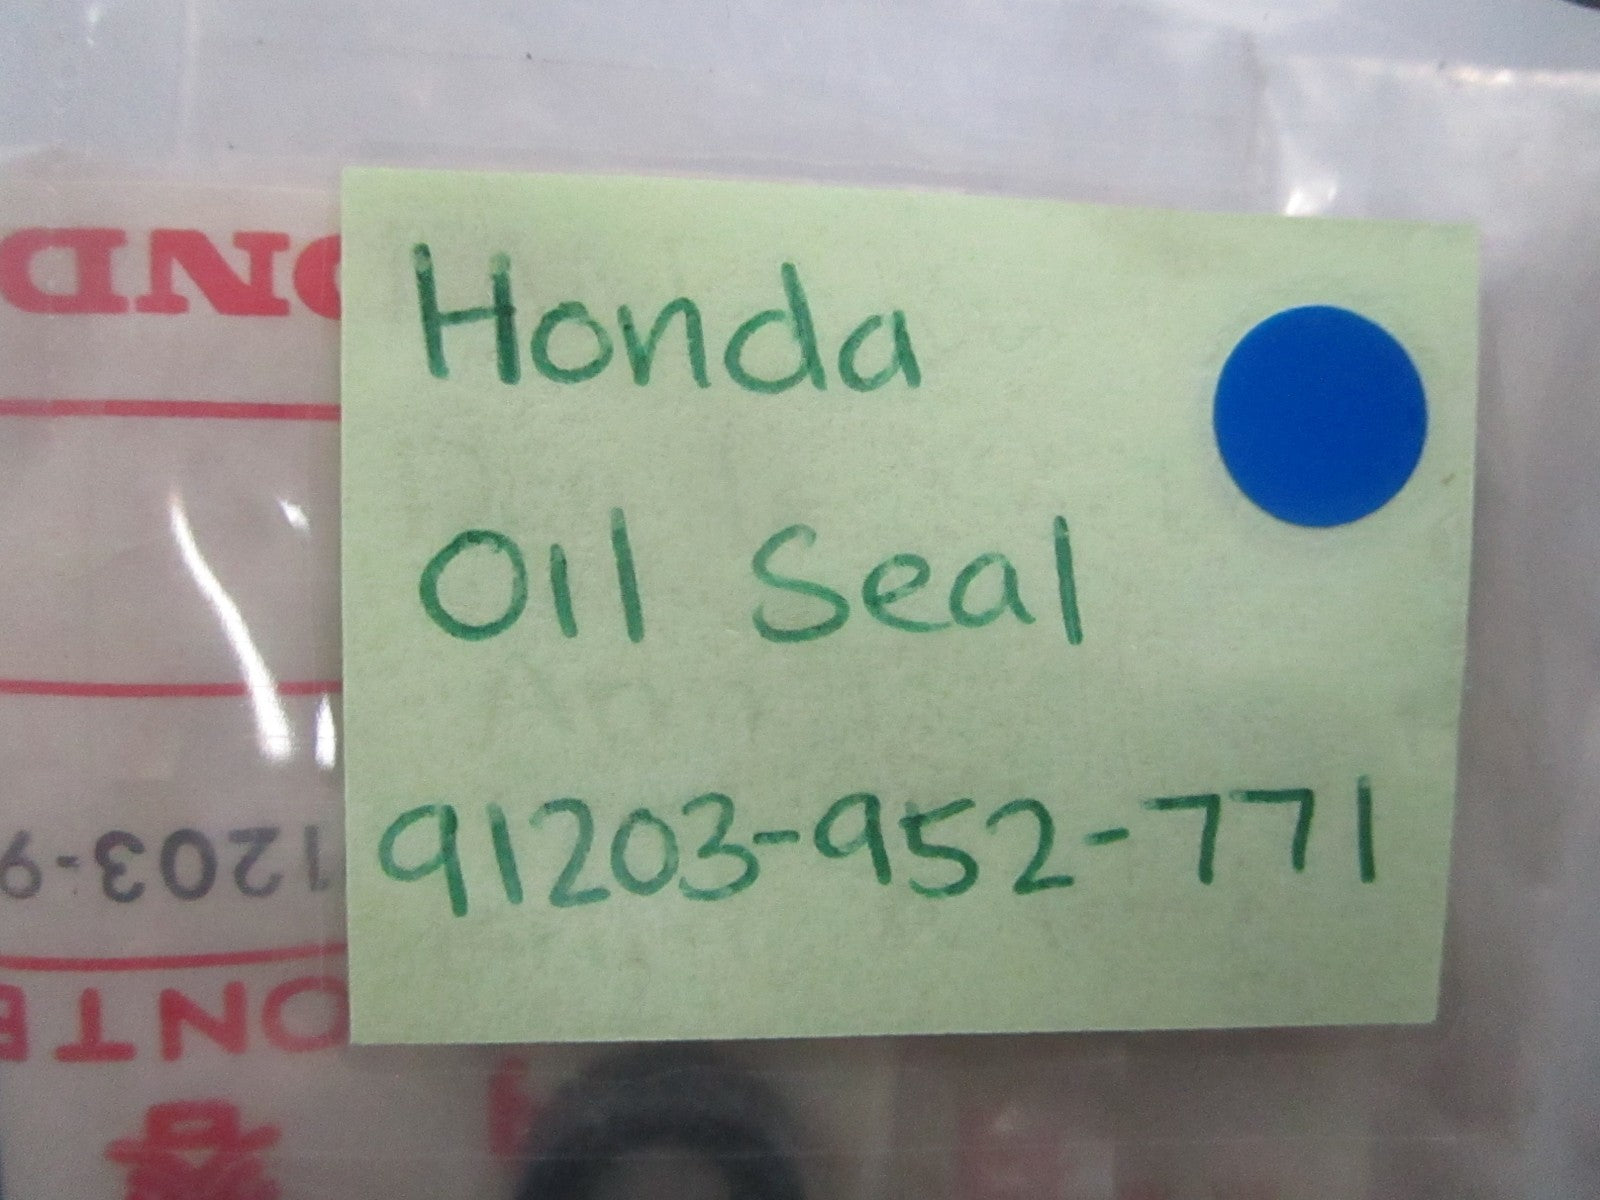 Honda
Oil Seal
91203-952-771
OND
1203-9
ONTE